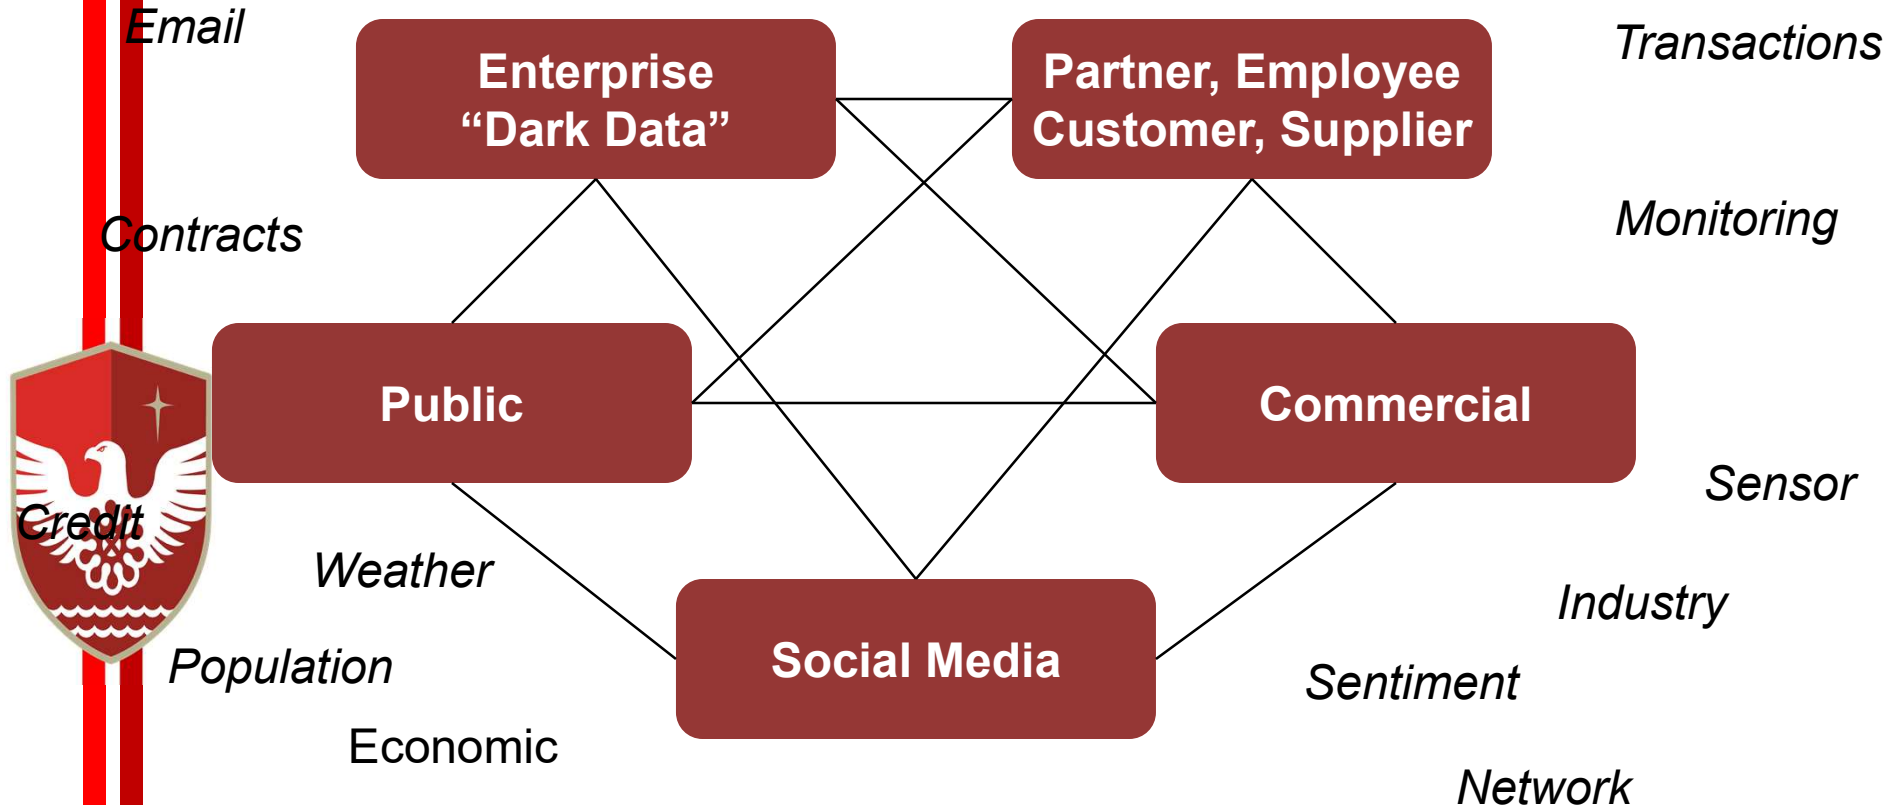 Email
Enterprise
“Dark Data”
Partner, Employee
Customer, Supplier
Transactions
Contracts
Monitoring
Public
Commercial
Credit
Sensor
Weather
Industry
Population
Social Media
Sentiment
Economic
Network